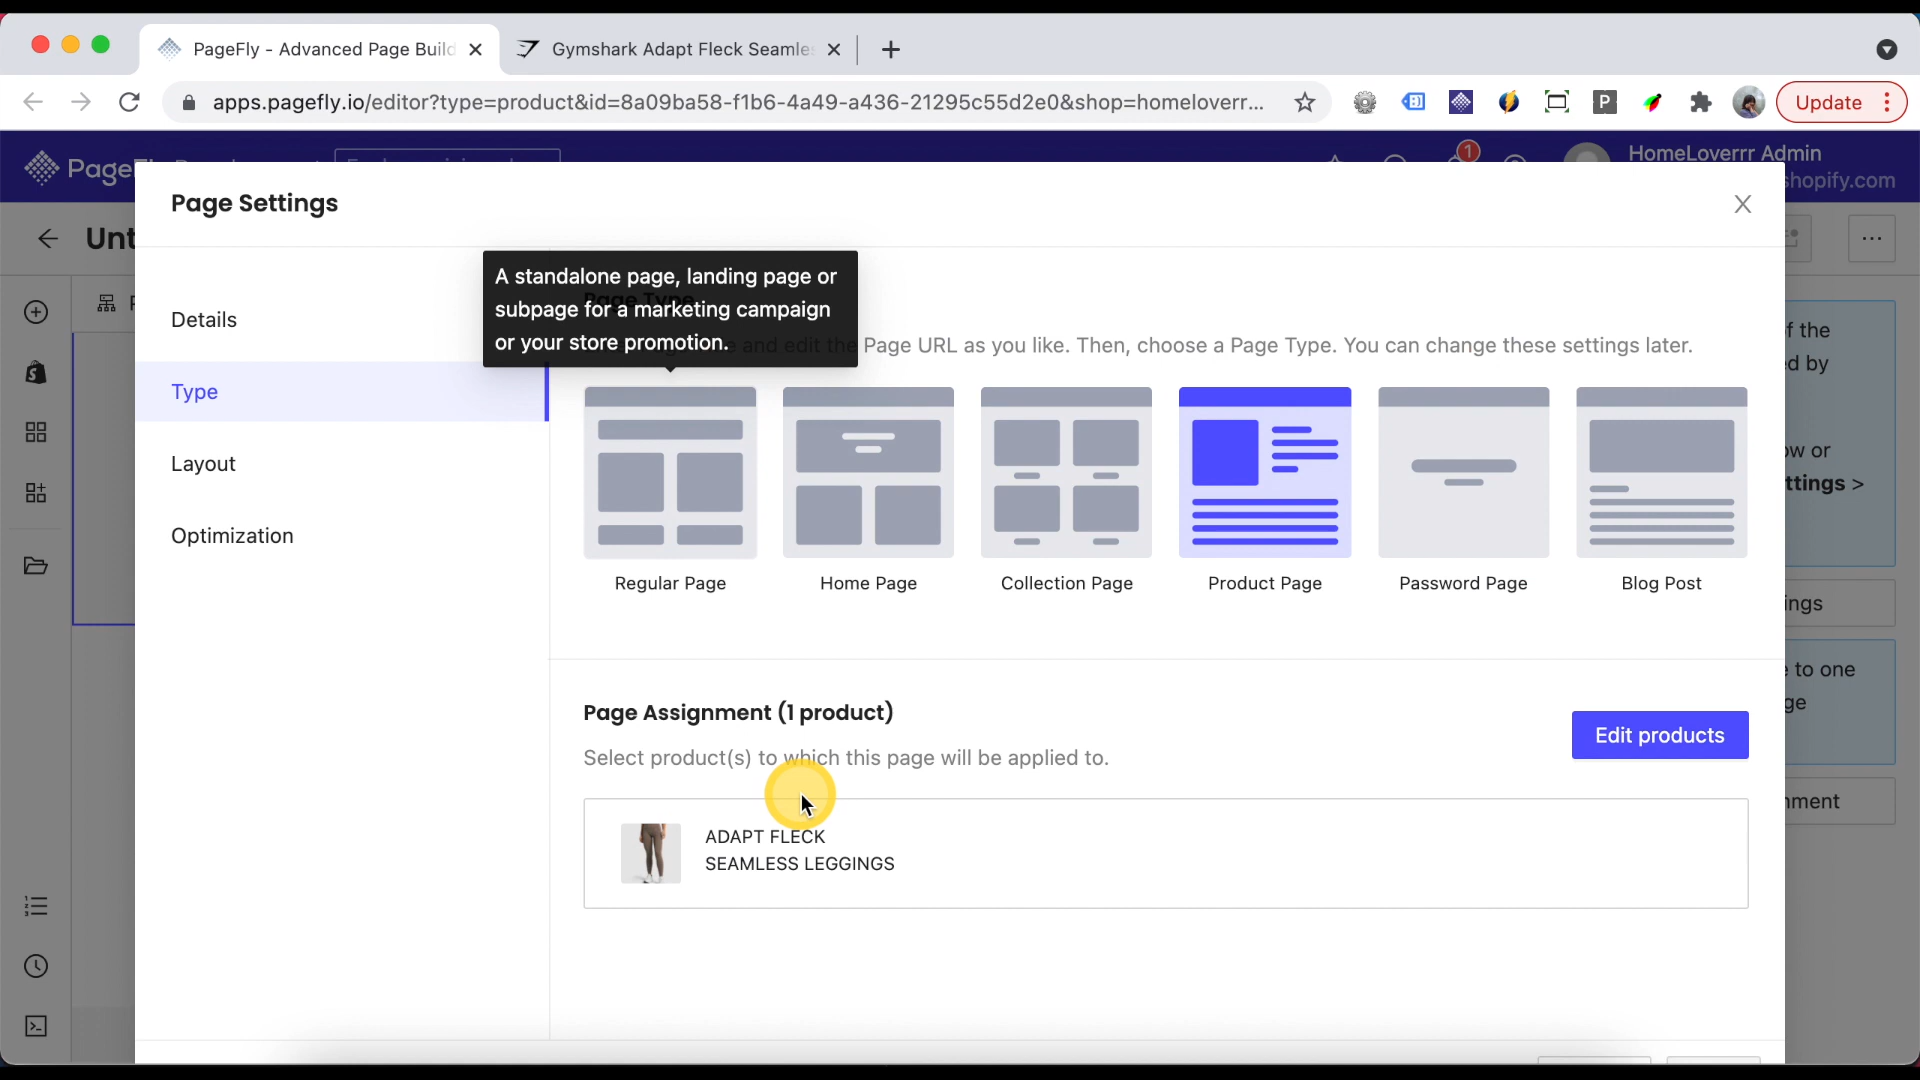 PageFly - Advanced Page Build
Gymshark Adapt Fleck Seamle
apps.pagefly.io/editor?type=product&id=8a09ba58-f1b6-4a49-a436-21295c55d2e0&shop=homeloverr...
Update
1
HomeLoverrr Admin
shopify.com
Page Settings
Unt
A standalone page, landing page or
subpage for a marketing campaign
or your store promotion.
Page Type
and edit the Page URL as you like. Then, choose a Page Type. You can change these settings later.
Details
Type
Layout
Optimization
Regular Page
Home Page
Collection Page
Product Page
Password Page
Blog Post
Page Assignment (1 product)
Select product(s) to which this page will be applied to.
Edit products
ADAPT FLECK
SEAMLESS LEGGINGS
f the
d by
ow or
ttings >
ings
to one
ge
nment